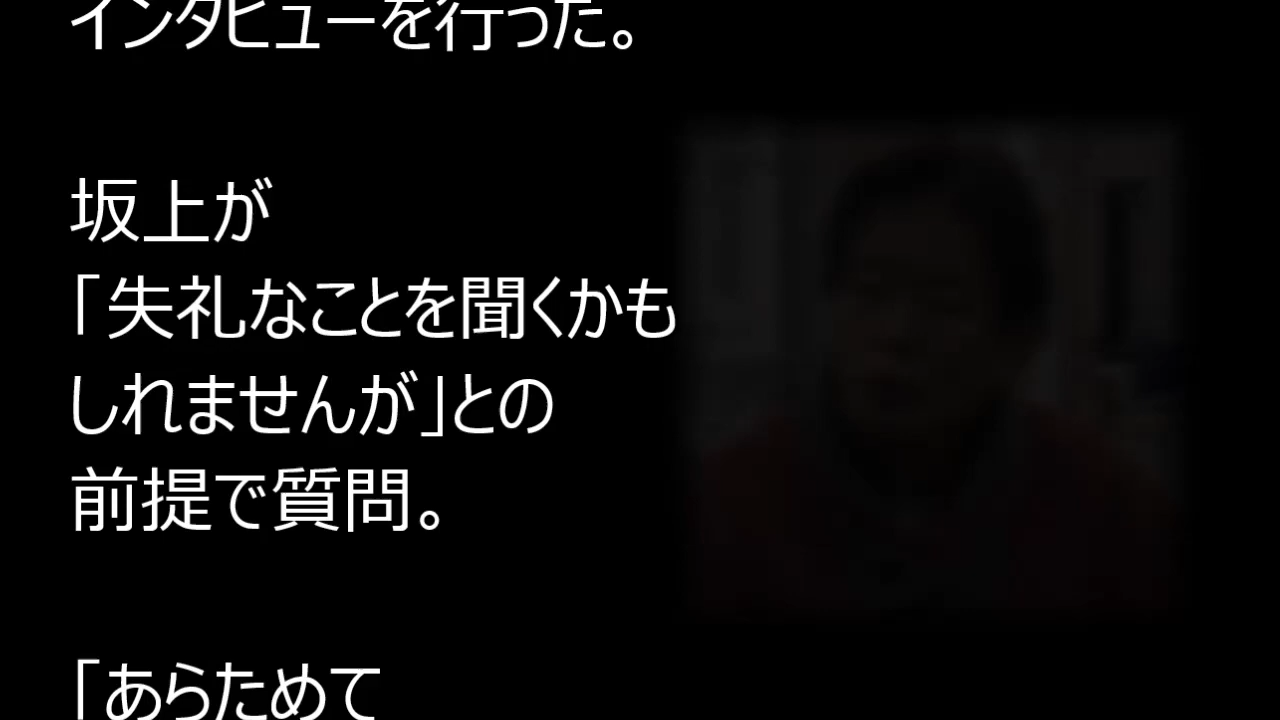 インタビューを行った。
坂上が
「失礼なことを聞くかも
しれませんが」との
前提で質問。
「あらためて